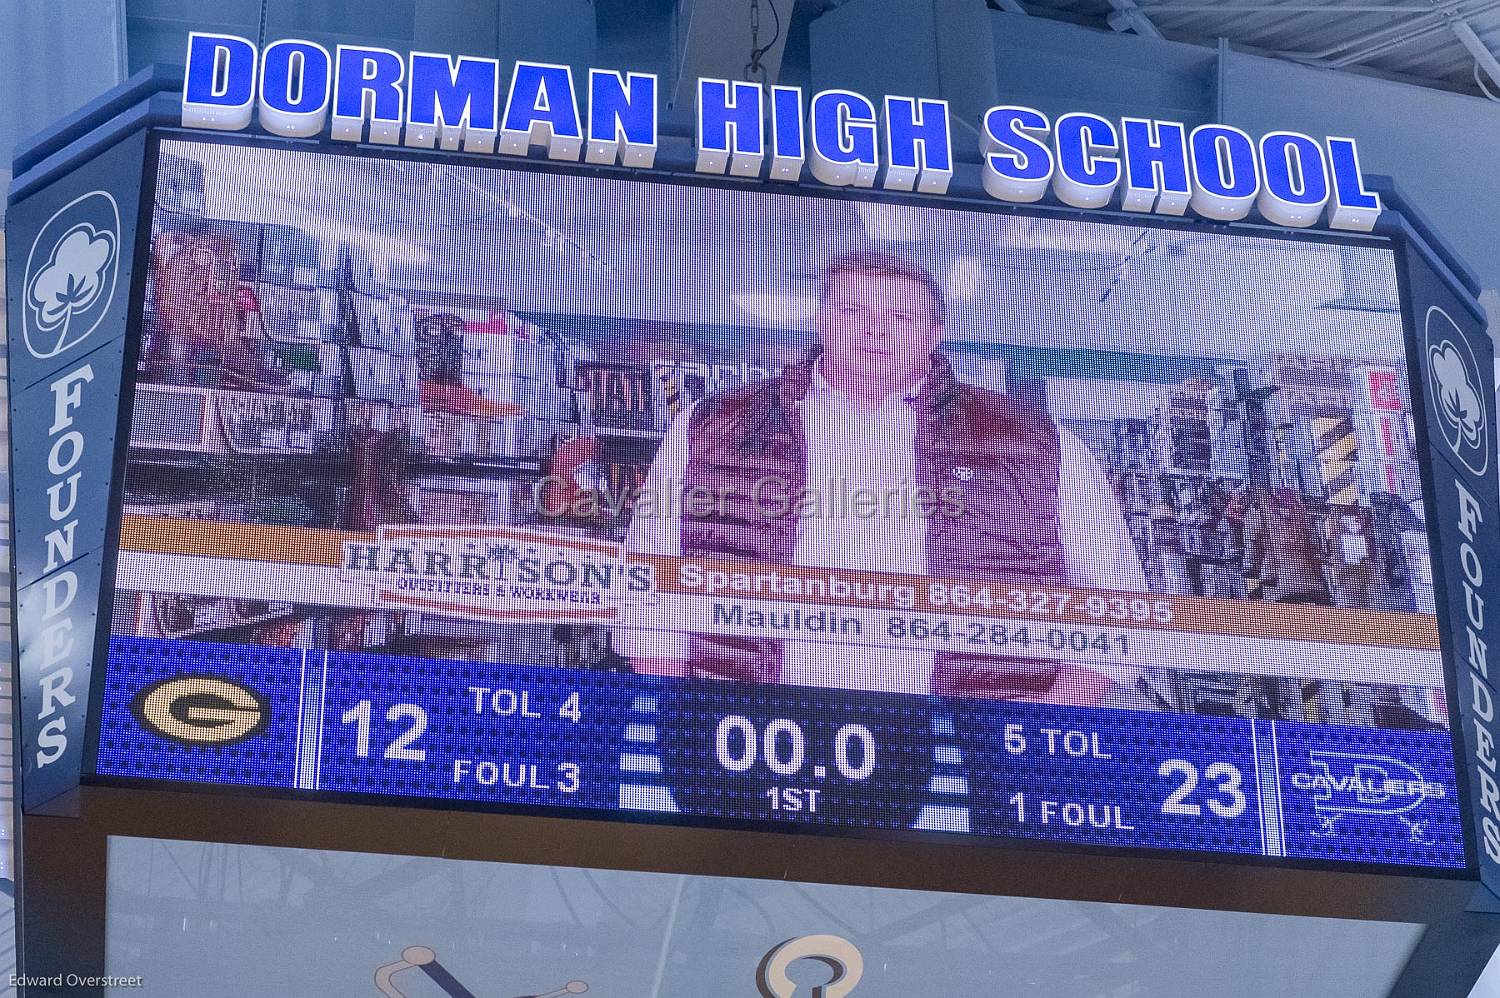 DORMAN HIGH SCHOOL
FOUNDERS
FOUNDERS
Cavalier Galleries
HARRISON'S
OUTFITTERS & WORKWEAR
Spartanburg 864-327-9395
Mauldin 864-284-0041
G
12
TOL 4
FOUL 3
00.0
1ST
5 TOL
1 FOUL
23
D
CAVALIERS
Edward Overstreet